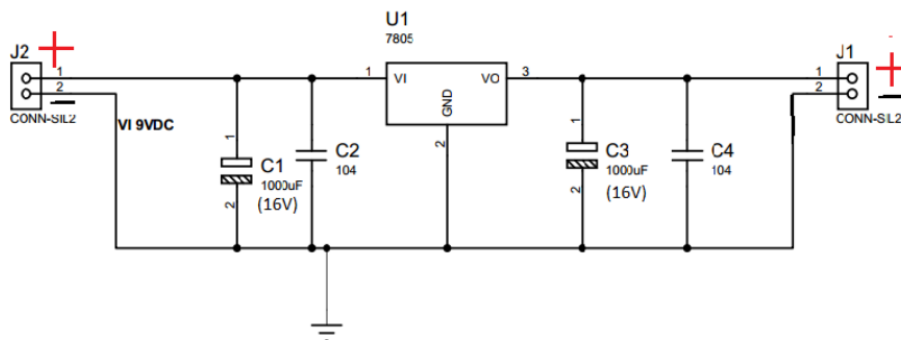 U1
7805
J2
+
1
2
CONN-SIL2
VI 9VDC
1
VI
VO
3
GND
2
J1
+
1
2
CONN-SIL2
1
C1
1000uF
(16V)
2
C2
104
1
C3
1000uF
(16V)
2
C4
104